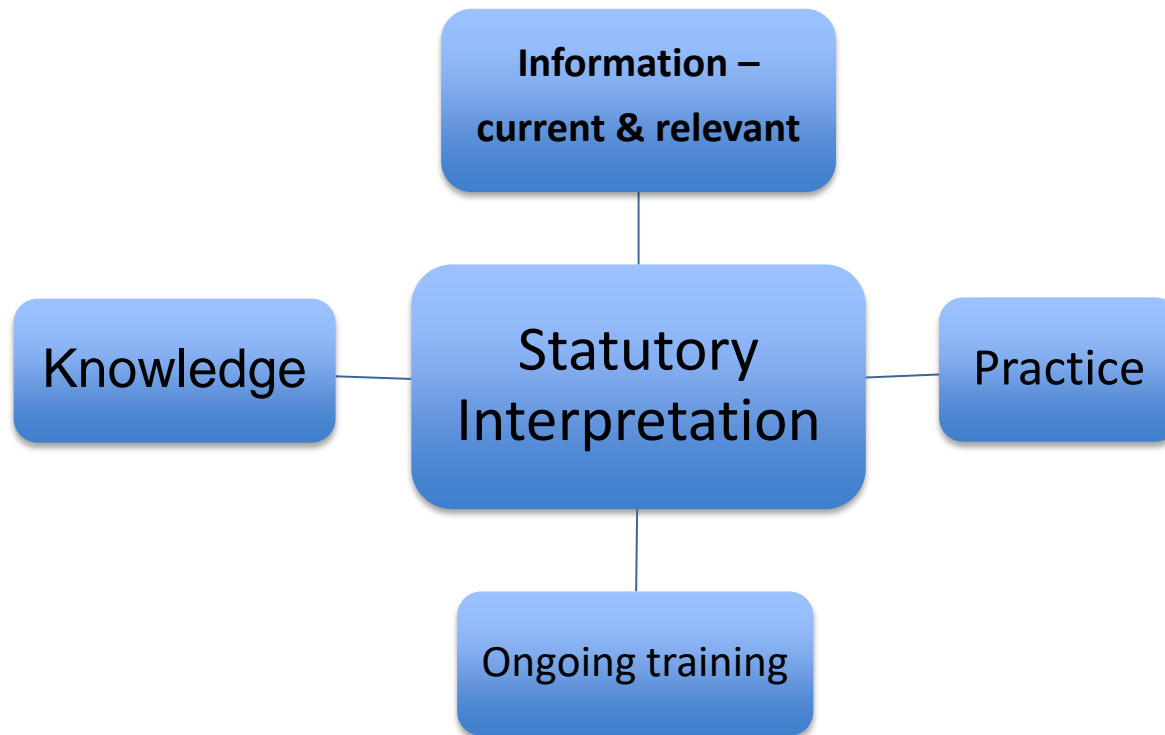 Information –
current & relevant
Knowledge
Statutory
Interpretation
Practice
Ongoing training